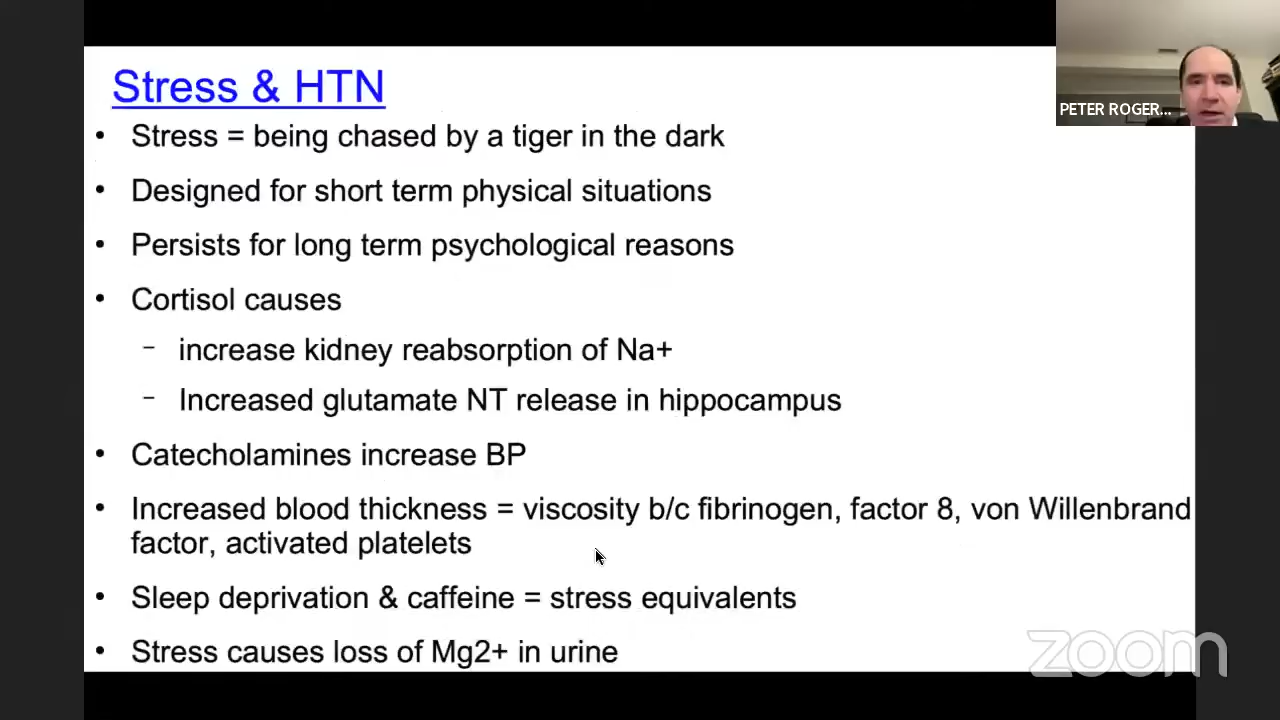 Stress & HTN
PETER ROGER...
• Stress = being chased by a tiger in the dark
• Designed for short term physical situations
• Persists for long term psychological reasons
• Cortisol causes
– increase kidney reabsorption of Na+
– Increased glutamate NT release in hippocampus
• Catecholamines increase BP
• Increased blood thickness = viscosity b/c fibrinogen, factor 8, von Willenbrand
factor, activated platelets
• Sleep deprivation & caffeine = stress equivalents
• Stress causes loss of Mg2+ in urine
zoom